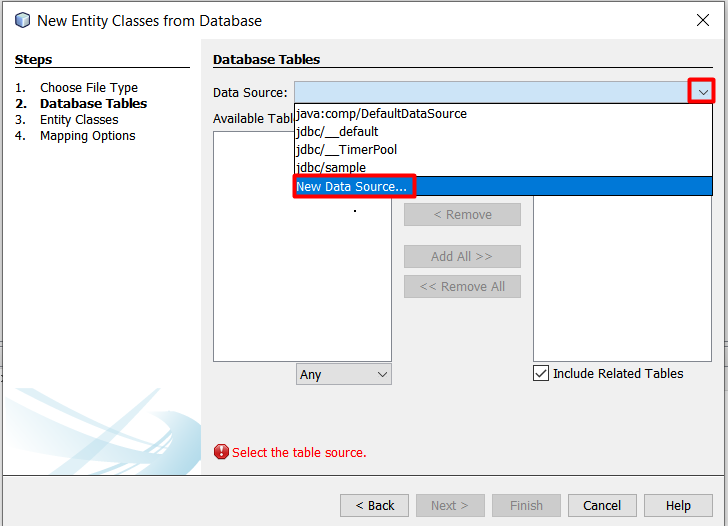 New Entity Classes from Database
Steps
1. Choose File Type
2. Database Tables
3. Entity Classes
4. Mapping Options
Database Tables
Data Source:
java:comp/DefaultDataSource
jdbc/__default
jdbc/__TimerPool
jdbc/sample
New Data Source...
Available Tabl
< Remove
Add All >>
<< Remove All
Any
Include Related Tables
Select the table source.
< Back
Next >
Finish
Cancel
Help